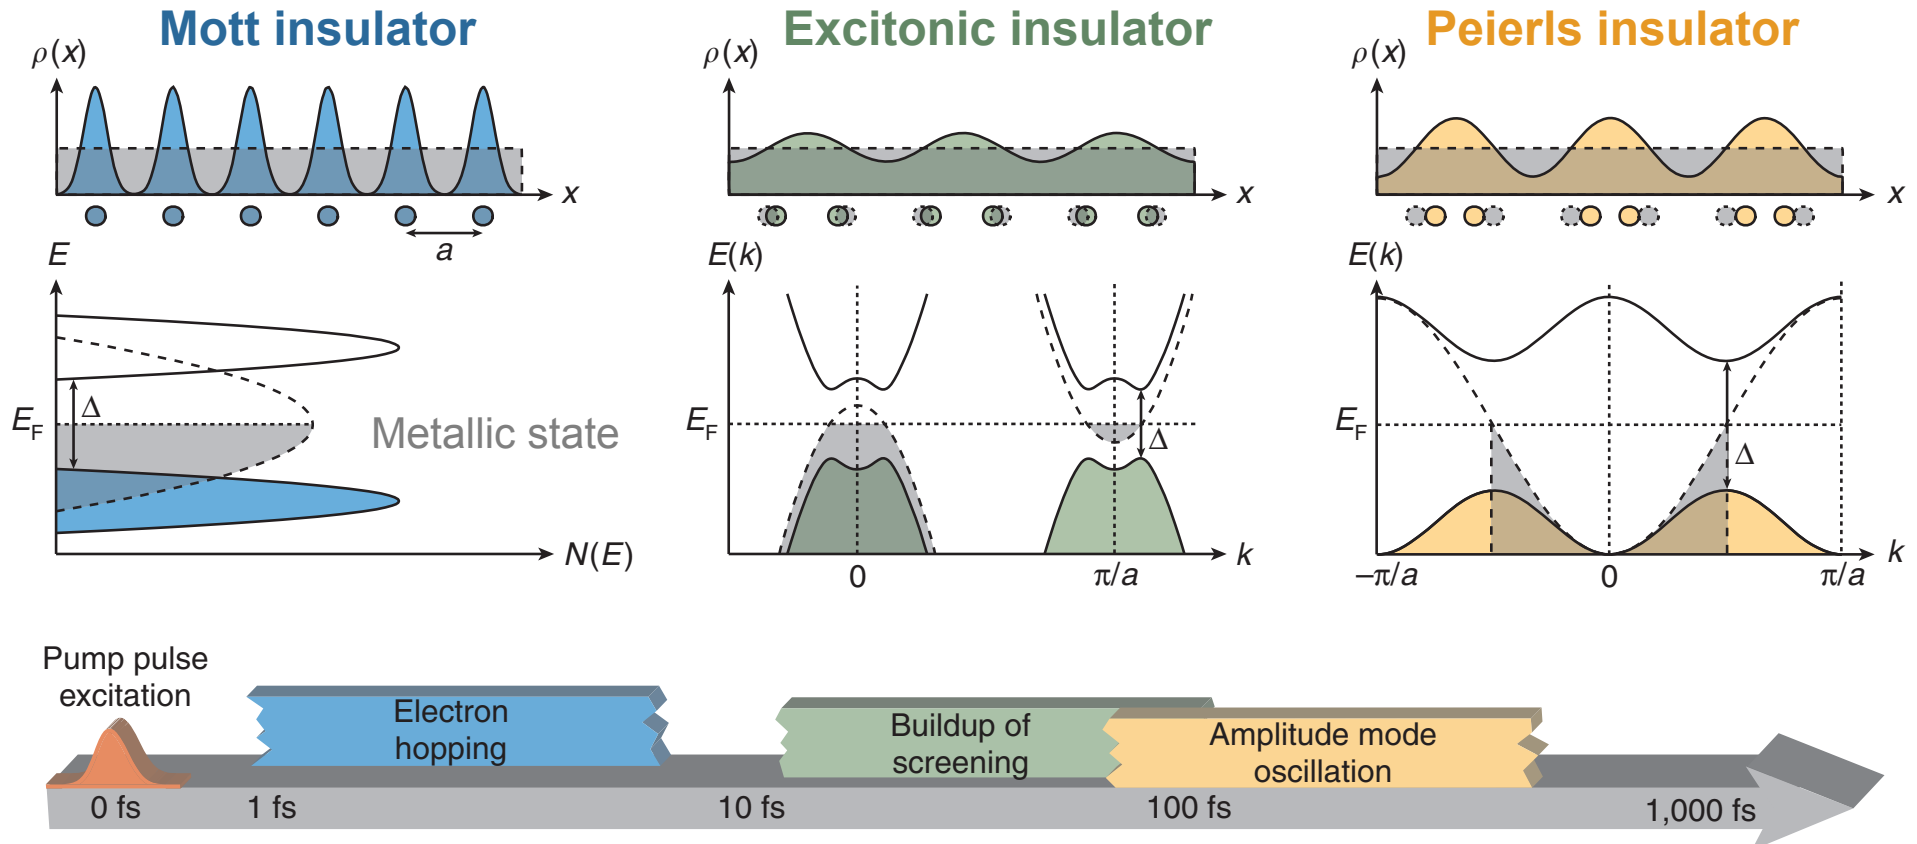 Mott insulator
ρ(x)
x
a
E
E_F
Δ
Metallic state
N(E)
Excitonic insulator
ρ(x)
x
E(k)
E_F
Δ
0
π/a
k
Peierls insulator
ρ(x)
x
E(k)
E_F
Δ
–π/a
0
π/a
k
Pump pulse
excitation
Electron
hopping
Buildup of
screening
Amplitude mode
oscillation
0 fs
1 fs
10 fs
100 fs
1,000 fs